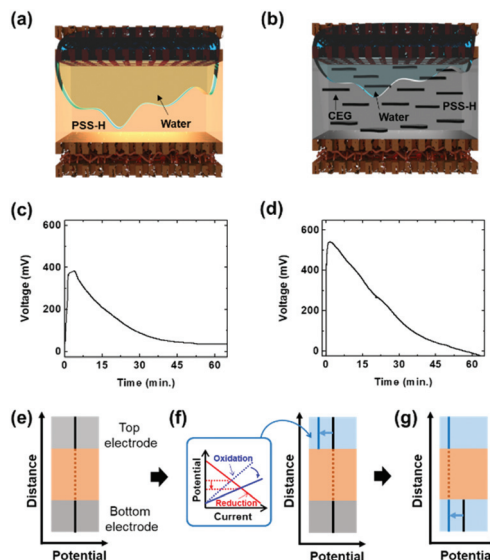 (a)
PSS-H
Water
(b)
CEG
Water
PSS-H
(c)
Voltage (mV)
600
400
200
0
0 15 30 45 60
Time (min.)
(d)
Voltage (mV)
600
400
200
0
0 15 30 45 60
Time (min.)
(e)
Distance
Top
electrode
Bottom
electrode
Potential
(f)
Potential
Oxidation
Reduction
Current
Distance
Potential
(g)
Distance
Potential